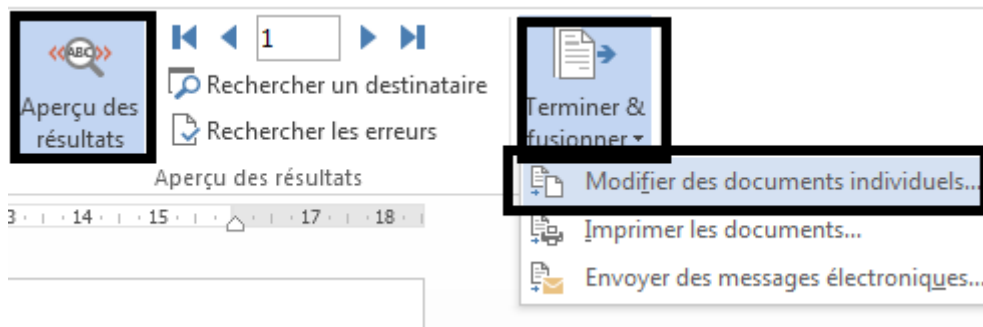 «ABC»
Aperçu des
résultats
1
Rechercher un destinataire
Rechercher les erreurs
Aperçu des résultats
Terminer &
fusionner
Modifier des documents individuels...
Imprimer les documents...
Envoyer des messages électroniques...
3 14 15 17 18